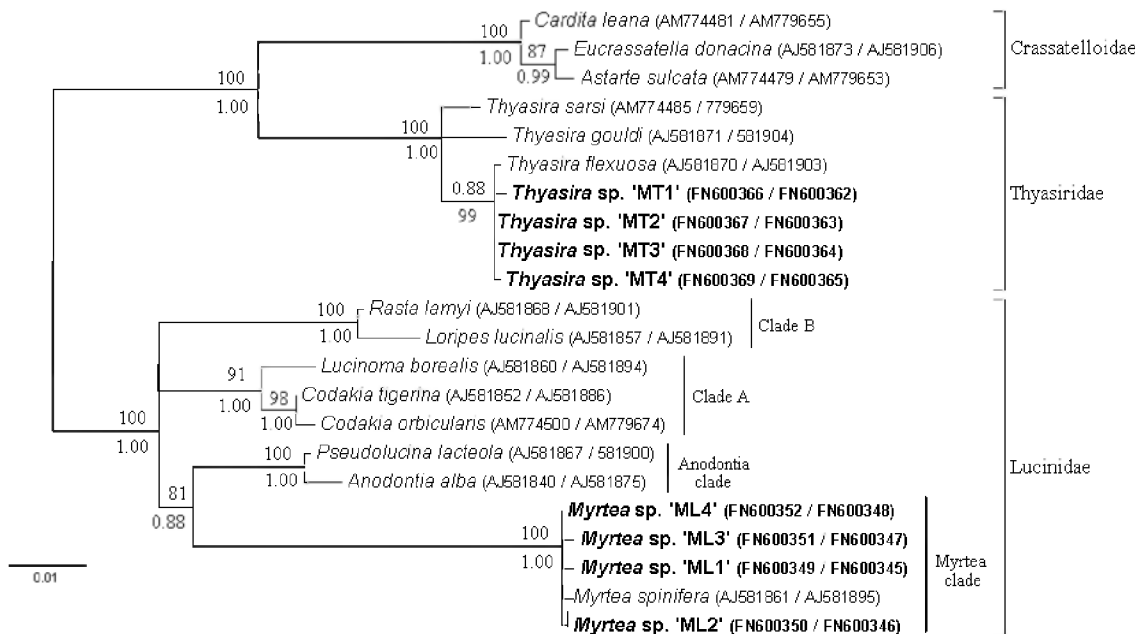 Cardita leana (AM774481 / AM779655)
100
1.00
87
Eucrassatella donacina (AJ581873 / AJ581906)
0.99
Astarte sulcata (AM774479 / AM779653)
Crassatelloidae
100
1.00
Thyasira sarsi (AM774485 / 779659)
100
1.00
Thyasira gouldi (AJ581871 / 581904)
Thyasira flexuosa (AJ581870 / AJ581903)
0.88
99
Thyasira sp. 'MT1' (FN600366 / FN600362)
Thyasira sp. 'MT2' (FN600367 / FN600363)
Thyasira sp. 'MT3' (FN600368 / FN600364)
Thyasira sp. 'MT4' (FN600369 / FN600365)
Thyasiridae
100
1.00
Rasta lamyi (AJ581868 / AJ581901)
Loripes lucinalis (AJ581857 / AJ581891)
Clade B
91
1.00
Lucinoma borealis (AJ581860 / AJ581894)
98
1.00
Codakia tigerina (AJ581852 / AJ581886)
Codakia orbicularis (AM774500 / AM779674)
Clade A
100
1.00
100
1.00
Pseudolucina lacteola (AJ581867 / 581900)
Anodontia alba (AJ581840 / AJ581875)
Anodontia
clade
Lucinidae
81
0.88
100
1.00
Myrtea sp. 'ML4' (FN600352 / FN600348)
Myrtea sp. 'ML3' (FN600351 / FN600347)
Myrtea sp. 'ML1' (FN600349 / FN600345)
Myrtea spinifera (AJ581861 / AJ581895)
Myrtea sp. 'ML2' (FN600350 / FN600346)
Myrtea
clade
0.01